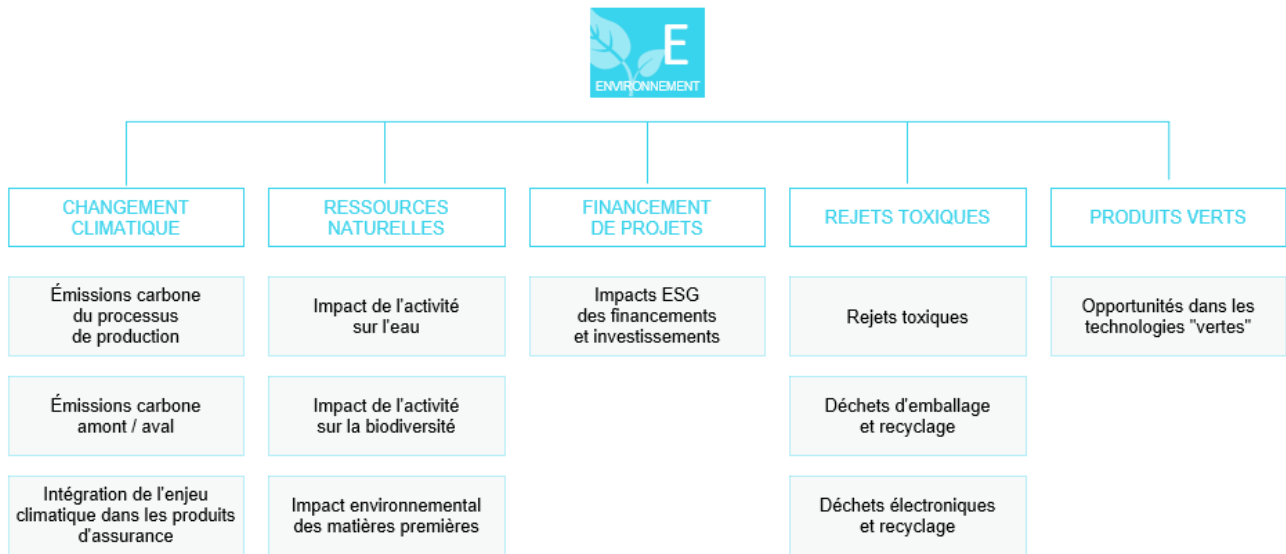 E
ENVIRONNEMENT
CHANGEMENT
CLIMATIQUE
RESSOURCES
NATURELLES
FINANCEMENT
DE PROJETS
REJETS TOXIQUES
PRODUITS VERTS
Émissions carbone
du processus
de production
Impact de l'activité
sur l'eau
Impacts ESG
des financements
et investissements
Rejets toxiques
Opportunités dans les
technologies "vertes"
Émissions carbone
amont / aval
Impact de l'activité
sur la biodiversité
Déchets d'emballage
et recyclage
Intégration de l'enjeu
climatique dans les produits
d'assurance
Impact environnemental
des matières premières
Déchets électroniques
et recyclage